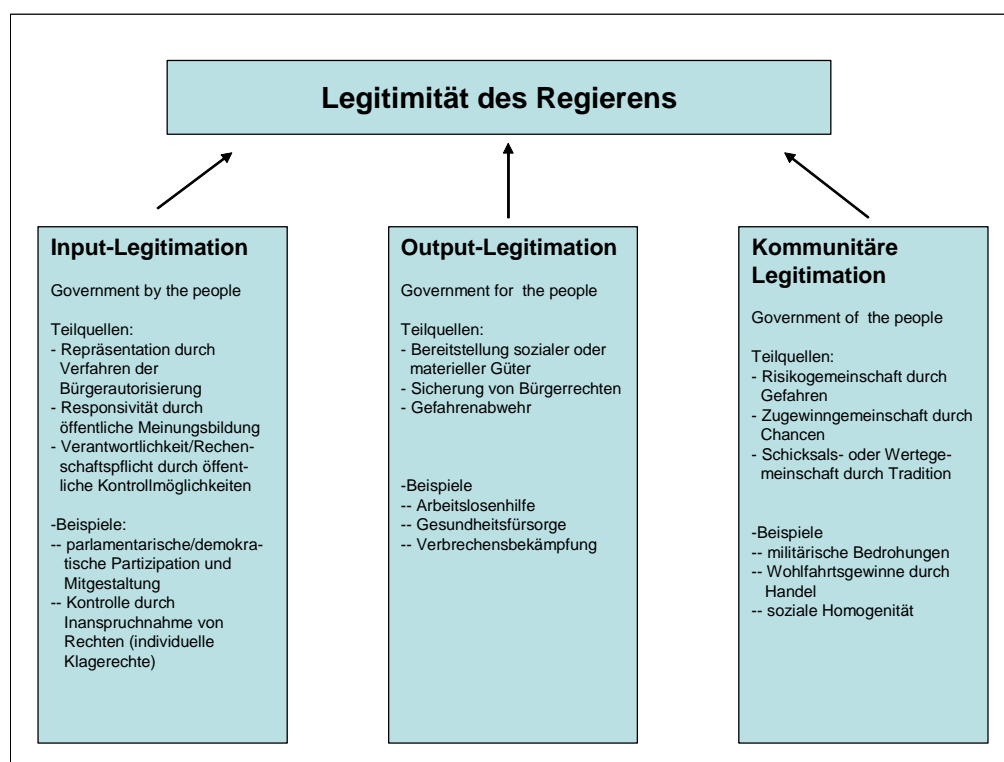 Legitimität des Regierens
Input-Legitimation
Government by the people
Teilquellen:
- Repräsentation durch
Verfahren der
Bürgerautorisierung
- Responsivität durch
öffentliche Meinungsbildung
- Verantwortlichkeit/Rechen-
schaftspflicht durch öffent-
liche Kontrollmöglichkeiten
-Beispiele:
-- parlamentarische/demokra-
tische Partizipation und
Mitgestaltung
-- Kontrolle durch
Inanspruchnahme von
Rechten (individuelle
Klagerechte)
Output-Legitimation
Government for the people
Teilquellen:
- Bereitstellung sozialer oder
materieller Güter
- Sicherung von Bürgerrechten
- Gefahrenabwehr
-Beispiele
-- Arbeitslosenhilfe
-- Gesundheitsfürsorge
-- Verbrechensbekämpfung
Kommunitäre
Legitimation
Government of the people
Teilquellen:
- Risikogemeinschaft durch
Gefahren
- Zugewinngemeinschaft durch
Chancen
- Schicksals- oder Wertege-
meinschaft durch Tradition
-Beispiele
-- militärische Bedrohungen
-- Wohlfahrtsgewinne durch
Handel
-- soziale Homogenität